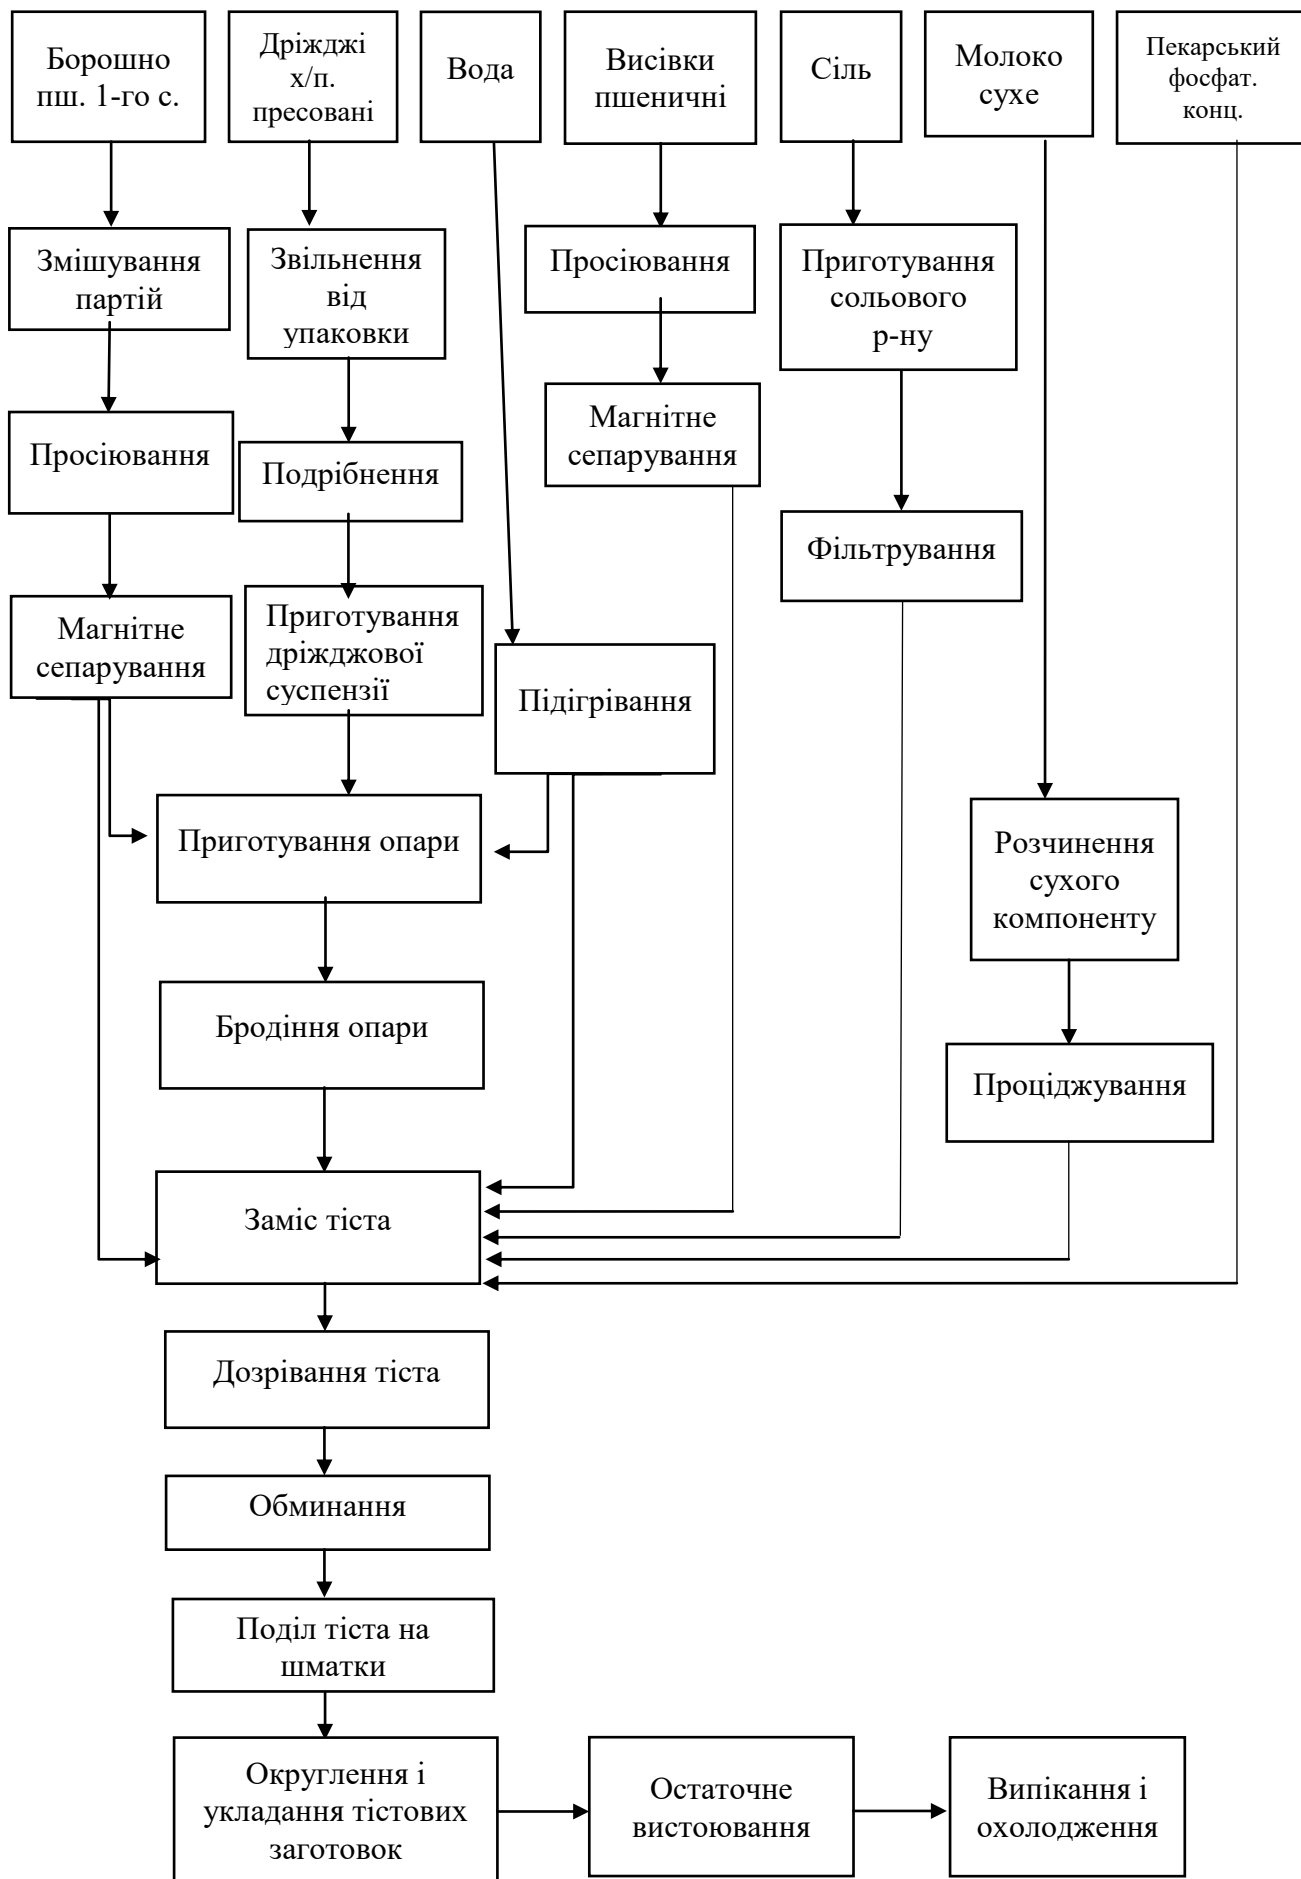 Борошно
пш. 1-го с.
Дріжджі
х/п.
пресовані
Вода
Висівки
пшеничні
Сіль
Молоко
сухе
Пекарський
фосфат.
конц.
Змішування
партій
Звільнення
від
упаковки
Просіювання
Приготування
сольового
р-ну
Магнітне
сепарування
Просіювання
Подрібнення
Фільтрування
Магнітне
сепарування
Приготування
дріжджової
суспензії
Підігрівання
Приготування опари
Розчинення
сухого
компоненту
Бродіння опари
Проціджування
Заміс тіста
Дозрівання тіста
Обминання
Поділ тіста на
шматки
Округлення і
укладання тістових
заготовок
Остаточне
вистоювання
Випікання і
охолодження